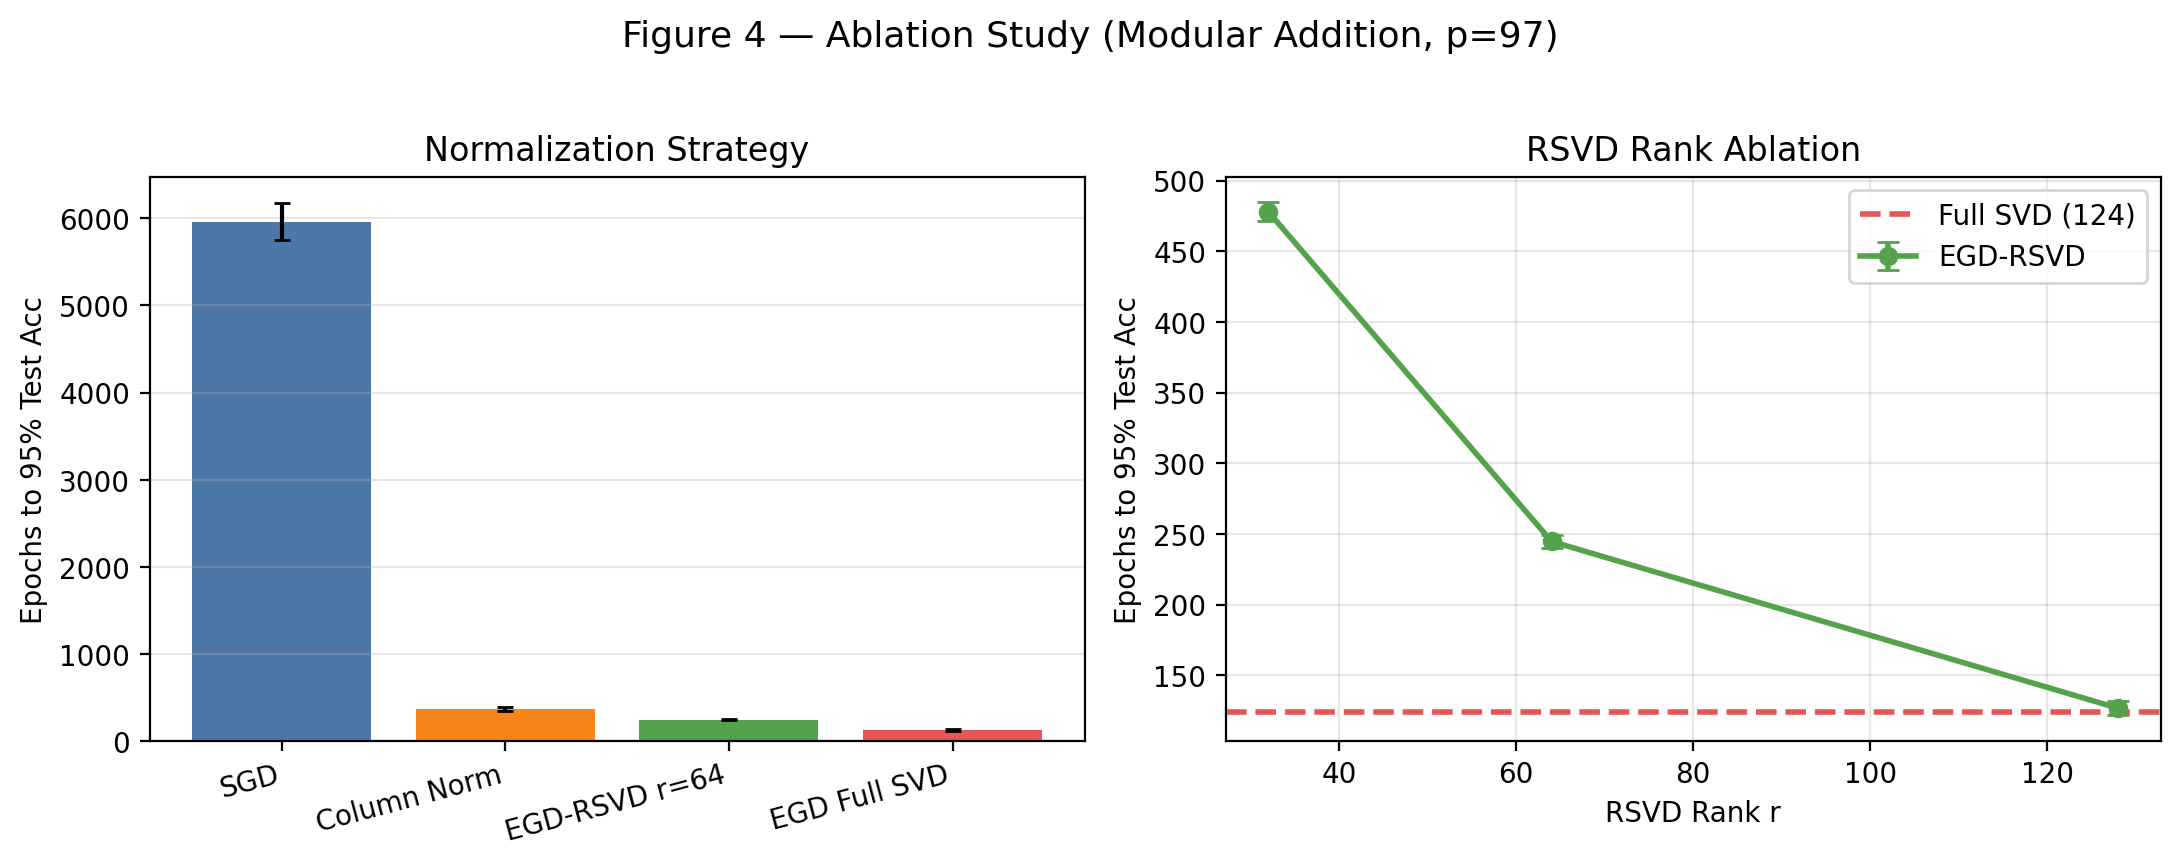 Figure 4 — Ablation Study (Modular Addition, p=97)
Normalization Strategy
Epochs to 95% Test Acc
6000
5000
4000
3000
2000
1000
0
SGD
Column Norm
EGD-RSVD r=64
EGD Full SVD
RSVD Rank Ablation
Epochs to 95% Test Acc
500
450
400
350
300
250
200
150
Full SVD (124)
EGD-RSVD
40
60
80
100
120
RSVD Rank r